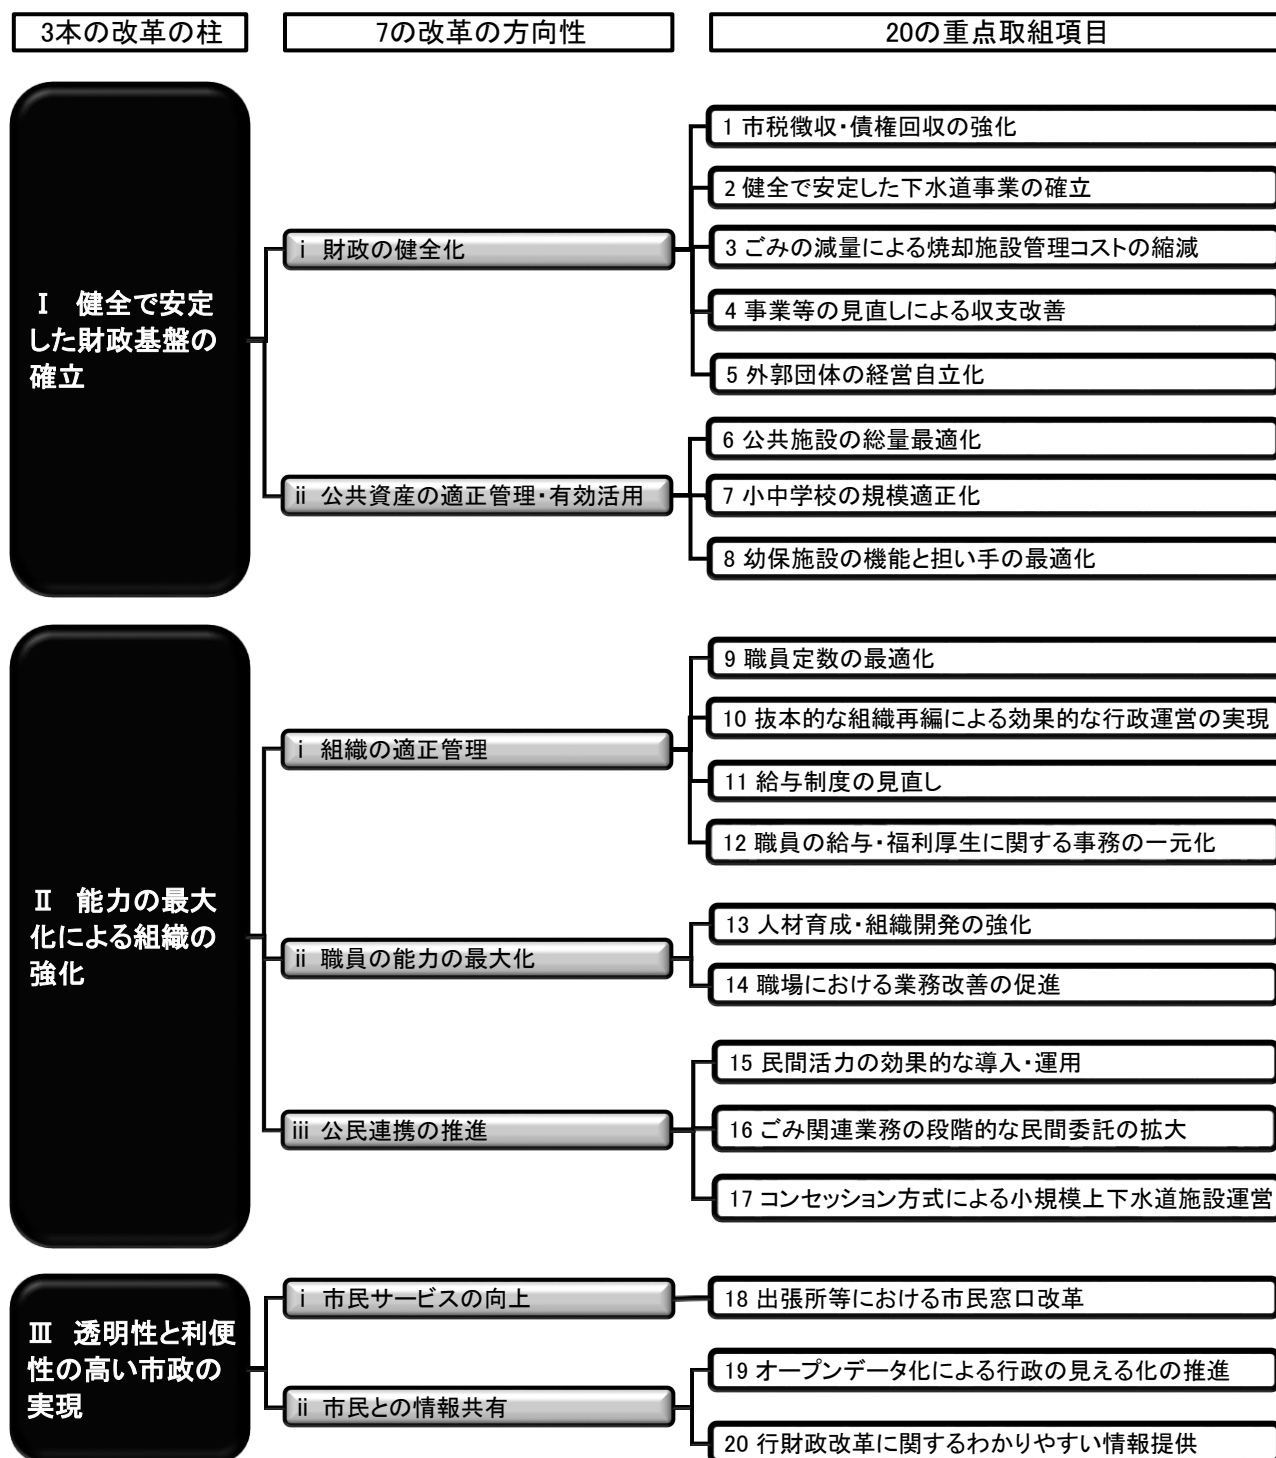 3本の改革の柱
7の改革の方向性
20の重点取組項目
Ⅰ 健全で安定
した財政基盤の
確立
ⅰ 財政の健全化
1 市税徴収・債権回収の強化
2 健全で安定した下水道事業の確立
3 ごみの減量による焼却施設管理コストの縮減
4 事業等の見直しによる収支改善
5 外郭団体の経営自立化
ⅱ 公共資産の適正管理・有効活用
6 公共施設の総量最適化
7 小中学校の規模適正化
8 幼保施設の機能と担い手の最適化
Ⅱ 能力の最大
化による組織の
強化
ⅰ 組織の適正管理
9 職員定数の最適化
10 抜本的な組織再編による効果的な行政運営の実現
11 給与制度の見直し
12 職員の給与・福利厚生に関する事務の一元化
ⅱ 職員の能力の最大化
13 人材育成・組織開発の強化
14 職場における業務改善の促進
ⅲ 公民連携の推進
15 民間活力の効果的な導入・運用
16 ごみ関連業務の段階的な民間委託の拡大
17 コンセッション方式による小規模上下水道施設運営
Ⅲ 透明性と利便
性の高い市政の
実現
ⅰ 市民サービスの向上
18 出張所等における市民窓口改革
ⅱ 市民との情報共有
19 オープンデータ化による行政の見える化の推進
20 行財政改革に関するわかりやすい情報提供